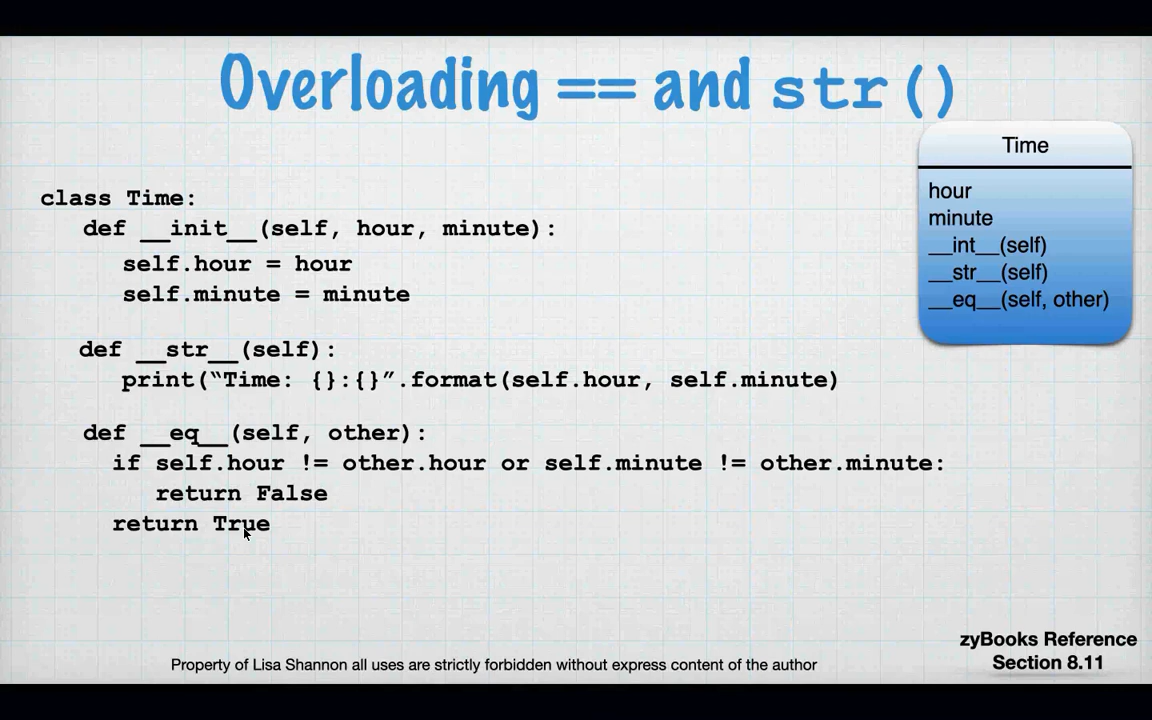 Overloading == and str()
Time
hour
minute
__int__(self)
__str__(self)
__eq__(self, other)
class Time:
def __init__(self, hour, minute):
self.hour = hour
self.minute = minute
def __str__(self):
print(“Time: {}:{}”.format(self.hour, self.minute)
def __eq__(self, other):
if self.hour != other.hour or self.minute != other.minute:
return False
return True
zyBooks Reference
Section 8.11
Property of Lisa Shannon all uses are strictly forbidden without express content of the author